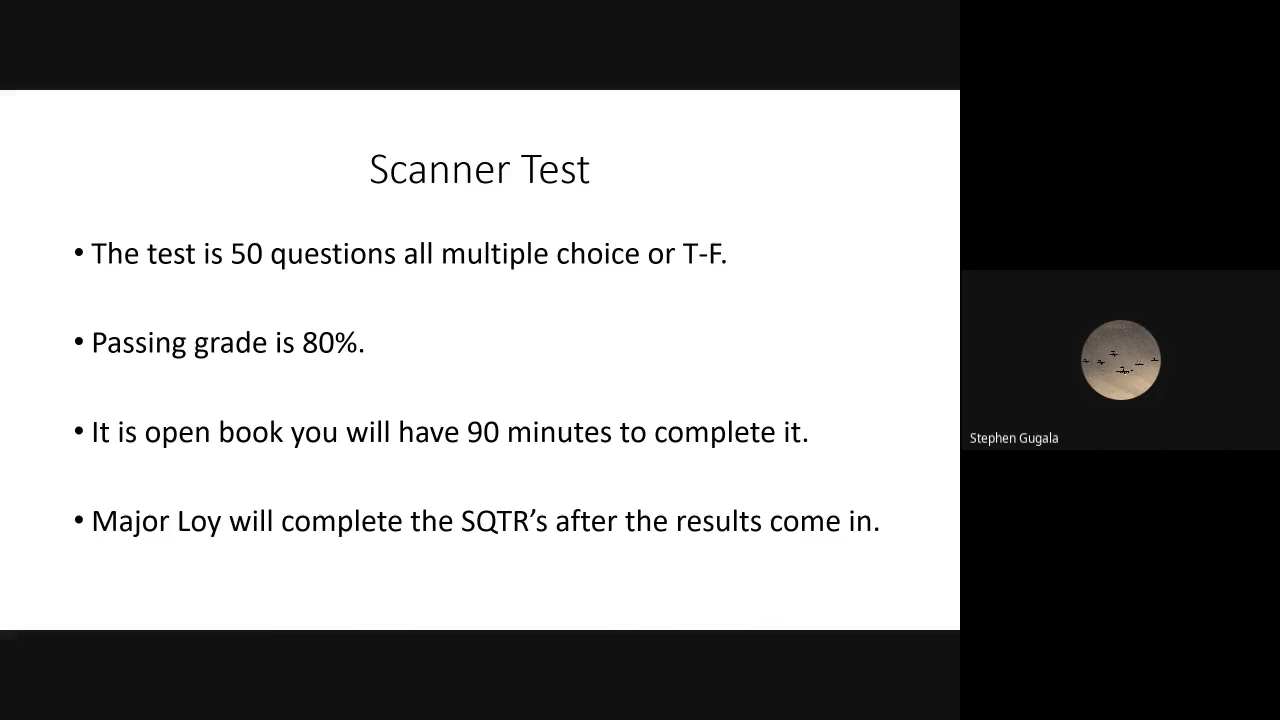 Scanner Test
• The test is 50 questions all multiple choice or T-F.
• Passing grade is 80%.
• It is open book you will have 90 minutes to complete it.
• Major Loy will complete the SQTR’s after the results come in.
Stephen Gugala